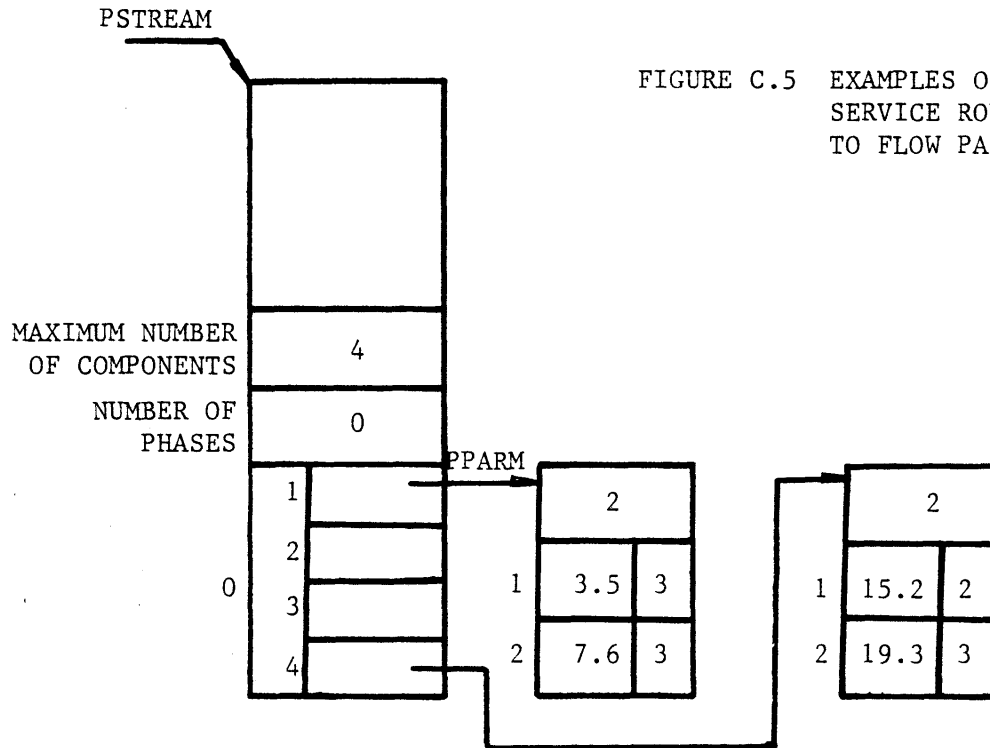 PSTREAM
FIGURE C.5 EXAMPLES O
SERVICE ROU
TO FLOW PA
MAXIMUM NUMBER
OF COMPONENTS
4
NUMBER OF
PHASES
0
0
1
2
3
4
PPARM
2
1 3.5 3
2 7.6 3
2
1 15.2 2
2 19.3 3